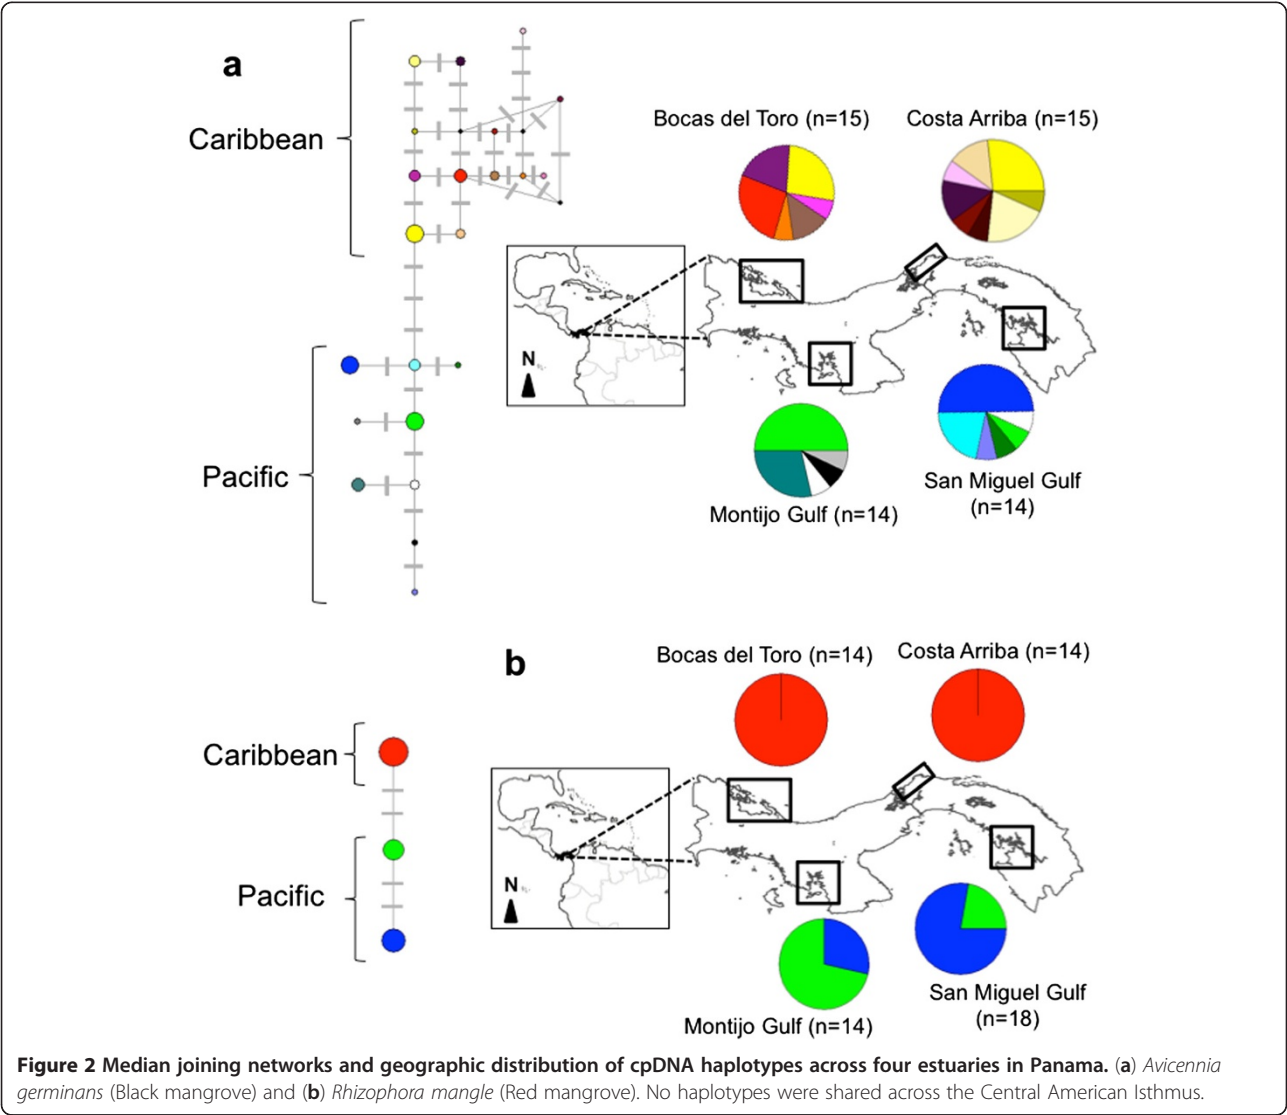 a
Caribbean
Bocas del Toro (n=15)
Costa Arriba (n=15)
N
Pacific
Montijo Gulf (n=14)
San Miguel Gulf
(n=14)
b
Bocas del Toro (n=14)
Costa Arriba (n=14)
Caribbean
N
Pacific
Montijo Gulf (n=14)
San Miguel Gulf
(n=18)
Figure 2 Median joining networks and geographic distribution of cpDNA haplotypes across four estuaries in Panama. (a) Avicennia
germinans (Black mangrove) and (b) Rhizophora mangle (Red mangrove). No haplotypes were shared across the Central American Isthmus.